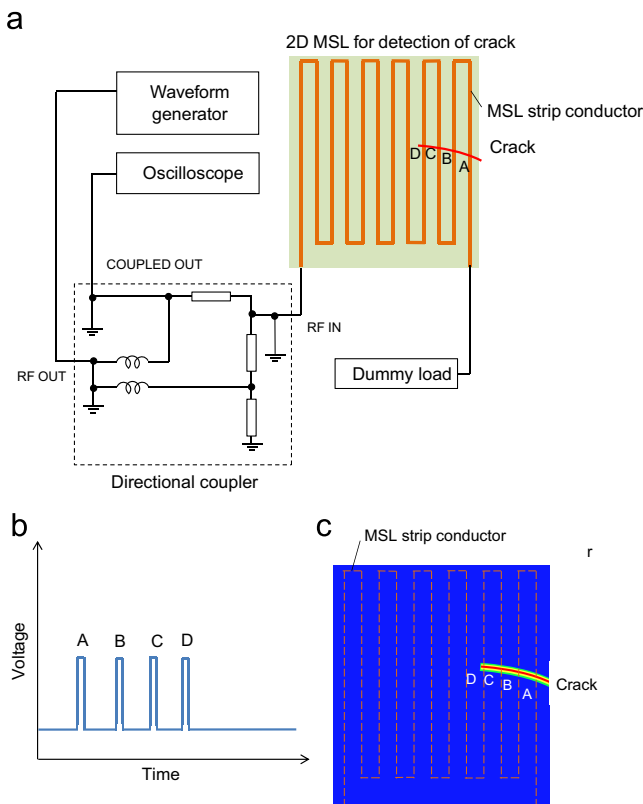 a
2D MSL for detection of crack
Waveform
generator
MSL strip conductor
Oscilloscope
Crack
D
C
B
A
COUPLED OUT
RF IN
RF OUT
Dummy load
Directional coupler
b
Voltage
A B C D
Time
c
MSL strip conductor
r
D
C
B
A
Crack